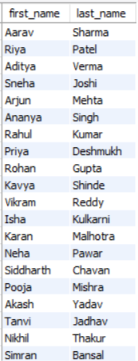 first_name last_name
Aarav Sharma
Riya Patel
Aditya Verma
Sneha Joshi
Arjun Mehta
Ananya Singh
Rahul Kumar
Priya Deshmukh
Rohan Gupta
Kavya Shinde
Vikram Reddy
Isha Kulkarni
Karan Malhotra
Neha Pawar
Siddharth Chavan
Pooja Mishra
Akash Yadav
Tanvi Jadhav
Nikhil Thakur
Simran Bansal